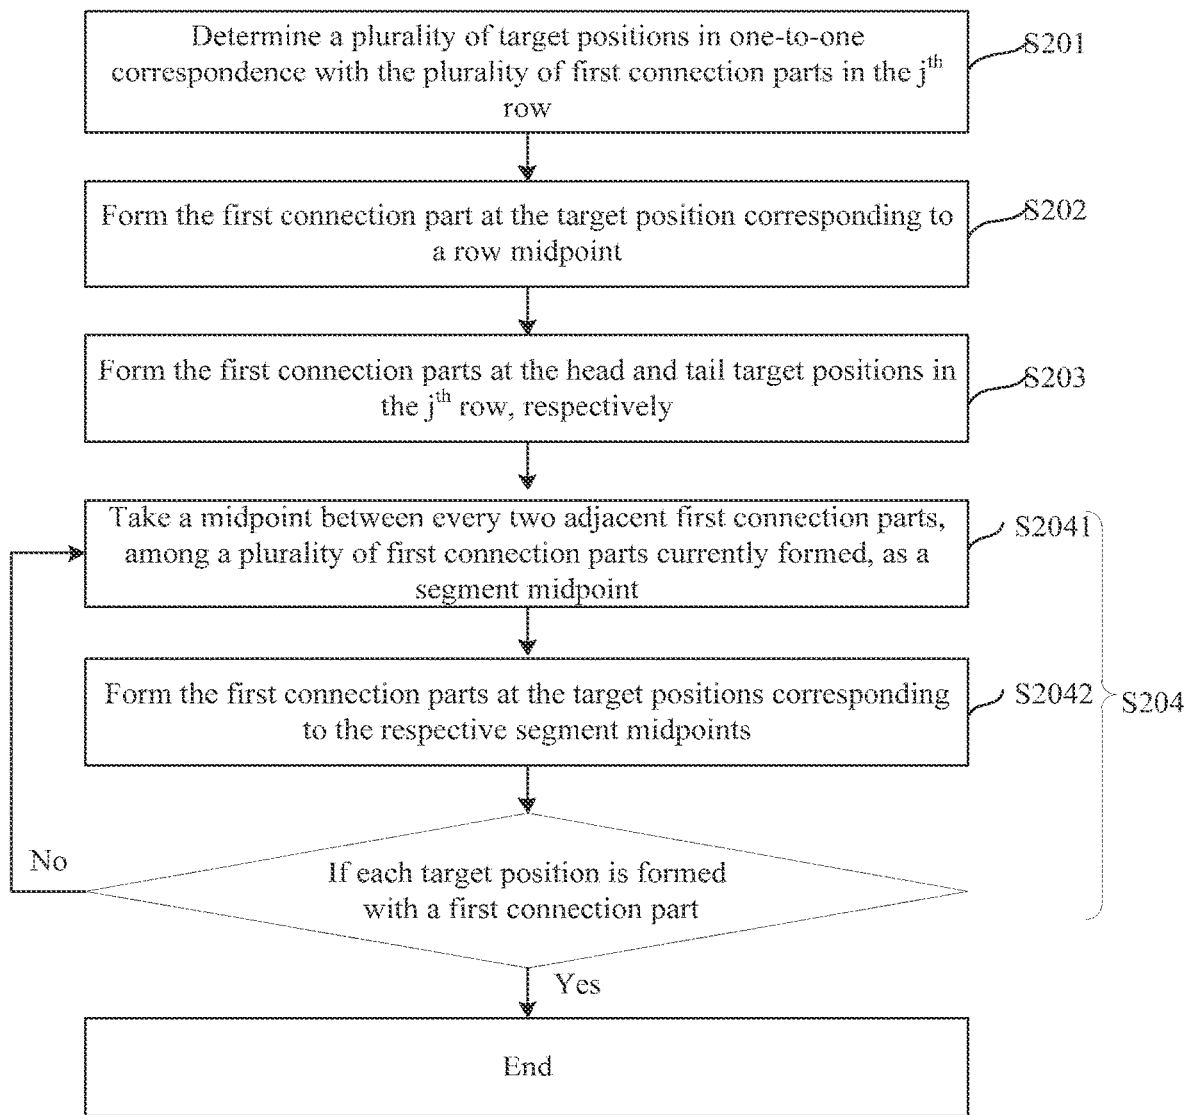 Determine a plurality of target positions in one-to-one
correspondence with the plurality of first connection parts in the jth
row
S201
Form the first connection part at the target position corresponding to
a row midpoint
S202
Form the first connection parts at the head and tail target positions in
the jth row, respectively
S203
Take a midpoint between every two adjacent first connection parts,
among a plurality of first connection parts currently formed, as a
segment midpoint
S2041
Form the first connection parts at the target positions corresponding
to the respective segment midpoints
S2042
S204
No
If each target position is formed
with a first connection part
Yes
End